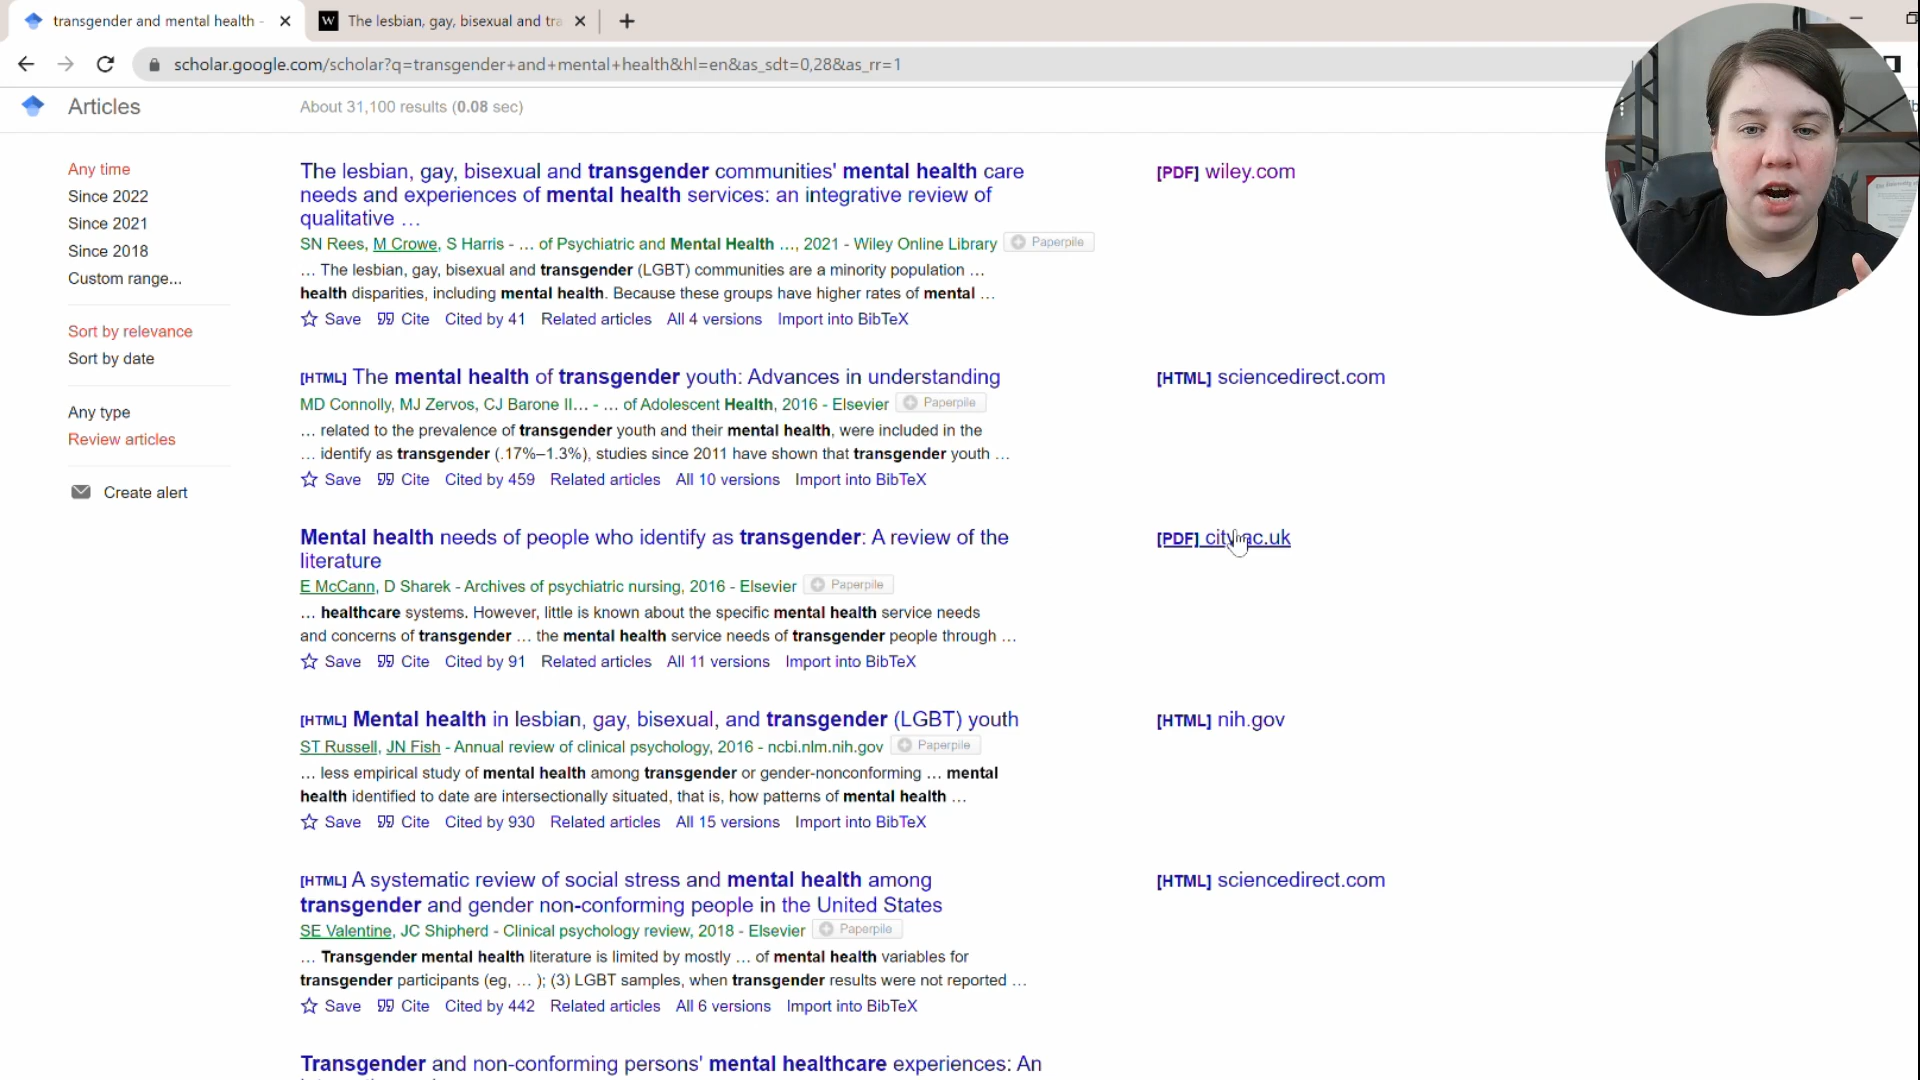 transgender and mental health -
W The lesbian, gay, bisexual and tra
scholar.google.com/scholar?q=transgender+and+mental+health&hl=en&as_sdt=0,28&as_rr=1
Articles
About 31,100 results (0.08 sec)
Any time
Since 2022
Since 2021
Since 2018
Custom range...
Sort by relevance
Sort by date
Any type
Review articles
Create alert
The lesbian, gay, bisexual and transgender communities' mental health care
needs and experiences of mental health services: an integrative review of
qualitative …
SN Rees, M Crowe, S Harris - … of Psychiatric and Mental Health …, 2021 - Wiley Online Library Paperpile
… The lesbian, gay, bisexual and transgender (LGBT) communities are a minority population …
health disparities, including mental health. Because these groups have higher rates of mental …
Save Cite Cited by 41 Related articles All 4 versions Import into BibTeX
[PDF] wiley.com
[HTML] The mental health of transgender youth: Advances in understanding
MD Connolly, MJ Zervos, CJ Barone II… - … of Adolescent Health, 2016 - Elsevier Paperpile
… related to the prevalence of transgender youth and their mental health, were included in the
… identify as transgender (.17%–1.3%), studies since 2011 have shown that transgender youth …
Save Cite Cited by 459 Related articles All 10 versions Import into BibTeX
[HTML] sciencedirect.com
Mental health needs of people who identify as transgender: A review of the
literature
E McCann, D Sharek - Archives of psychiatric nursing, 2016 - Elsevier Paperpile
… healthcare systems. However, little is known about the specific mental health service needs
and concerns of transgender … the mental health service needs of transgender people through …
Save Cite Cited by 91 Related articles All 11 versions Import into BibTeX
[PDF] city.ac.uk
[HTML] Mental health in lesbian, gay, bisexual, and transgender (LGBT) youth
ST Russell, JN Fish - Annual review of clinical psychology, 2016 - ncbi.nlm.nih.gov Paperpile
… less empirical study of mental health among transgender or gender-nonconforming … mental
health identified to date are intersectionally situated, that is, how patterns of mental health …
Save Cite Cited by 930 Related articles All 15 versions Import into BibTeX
[HTML] nih.gov
[HTML] A systematic review of social stress and mental health among
transgender and gender non-conforming people in the United States
SE Valentine, JC Shipherd - Clinical psychology review, 2018 - Elsevier Paperpile
… Transgender mental health literature is limited by mostly … of mental health variables for
transgender participants (eg, … ); (3) LGBT samples, when transgender results were not reported …
Save Cite Cited by 442 Related articles All 6 versions Import into BibTeX
[HTML] sciencedirect.com
Transgender and non-conforming persons' mental healthcare experiences: An